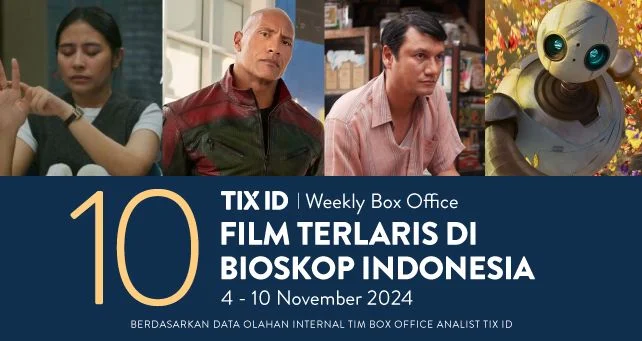 10
TIX ID | Weekly Box Office
FILM TERLARIS DI
BIOSKOP INDONESIA
4 - 10 November 2024
BERDASARKAN DATA OLAHAN INTERNAL TIM BOX OFFICE ANALIST TIX ID